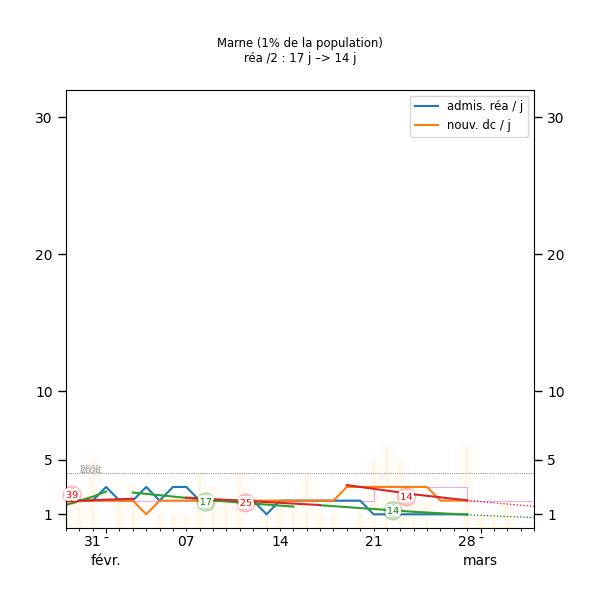 Marne (1% de la population)
réa /2 : 17 j –> 14 j
admis. réa / j
nouv. dc / j
30 30
20 20
10 10
5 5
25%
39 17 25 14 14
1 1
31 07 14 21 28
févr. mars